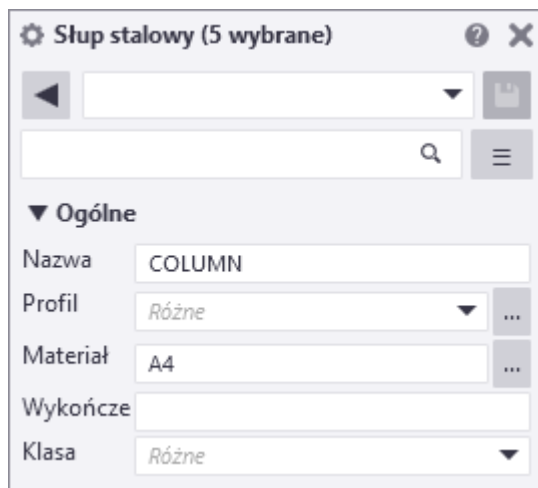 Słup stalowy (5 wybrane)
Ogólne
Nazwa COLUMN
Profil Różne ...
Materiał A4 ...
Wykończe
Klasa Różne